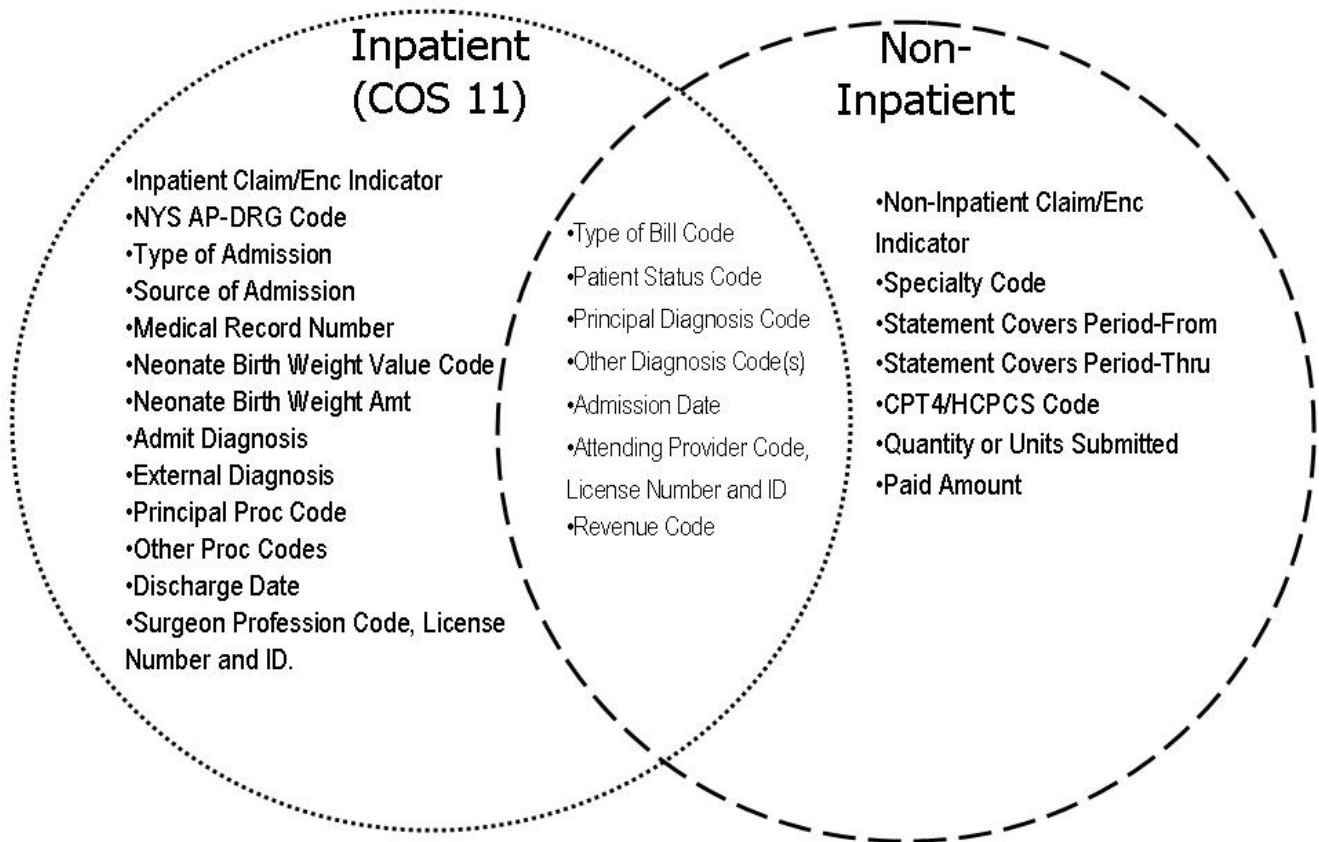 Inpatient
(COS 11)
•Inpatient Claim/Enc Indicator
•NYS AP-DRG Code
•Type of Admission
•Source of Admission
•Medical Record Number
•Neonate Birth Weight Value Code
•Neonate Birth Weight Amt
•Admit Diagnosis
•External Diagnosis
•Principal Proc Code
•Other Proc Codes
•Discharge Date
•Surgeon Profession Code, License
Number and ID.
•Type of Bill Code
•Patient Status Code
•Principal Diagnosis Code
•Other Diagnosis Code(s)
•Admission Date
•Attending Provider Code,
License Number and ID
•Revenue Code
Non-
Inpatient
•Non-Inpatient Claim/Enc
Indicator
•Specialty Code
•Statement Covers Period-From
•Statement Covers Period-Thru
•CPT4/HCPCS Code
•Quantity or Units Submitted
•Paid Amount